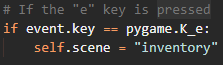 # If the "e" key is pressed
if event.key == pygame.K_e:
    self.scene = "inventory"